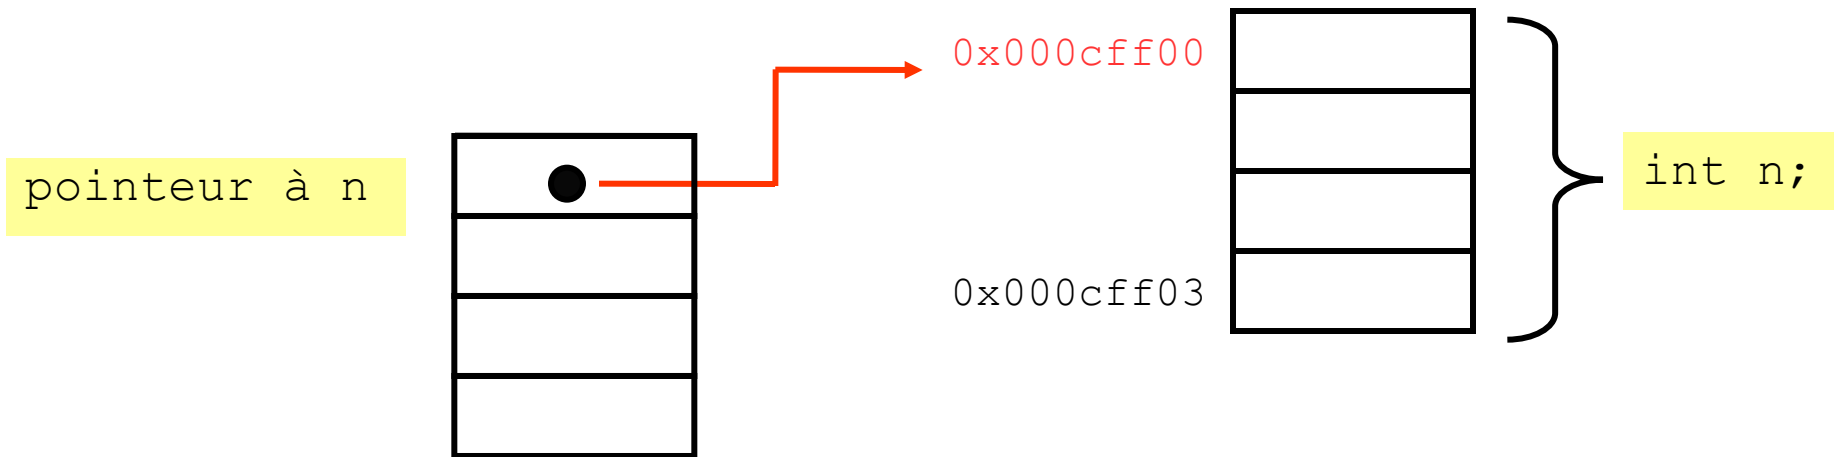 0x000cff00
pointeur à n
int n;
0x000cff03